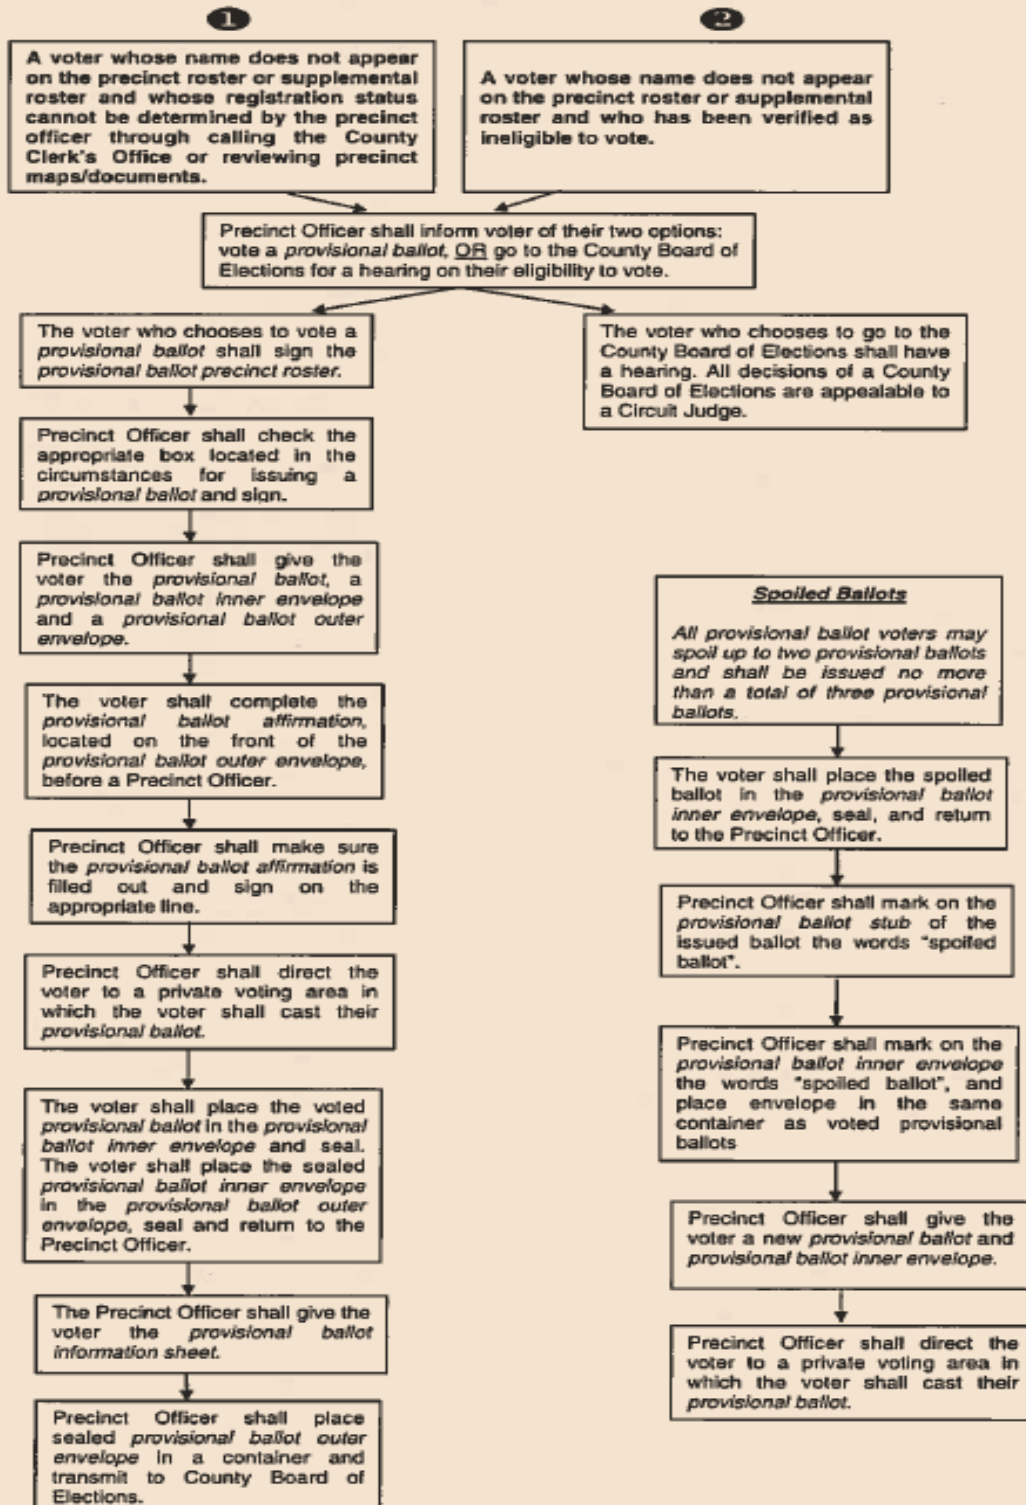 1
A voter whose name does not appear
on the precinct roster or supplemental
roster and whose registration status
cannot be determined by the precinct
officer through calling the County
Clerk's Office or reviewing precinct
maps/documents.
2
A voter whose name does not appear
on the precinct roster or supplemental
roster and who has been verified as
ineligible to vote.
Precinct Officer shall inform voter of their two options:
vote a provisional ballot, OR go to the County Board of
Elections for a hearing on their eligibility to vote.
The voter who chooses to vote a
provisional ballot shall sign the
provisional ballot precinct roster.
The voter who chooses to go to the
County Board of Elections shall have
a hearing. All decisions of a County
Board of Elections are appealable to
a Circuit Judge.
Precinct Officer shall check the
appropriate box located in the
circumstances for issuing a
provisional ballot and sign.
Precinct Officer shall give the
voter the provisional ballot, a
provisional ballot inner envelope
and a provisional ballot outer
envelope.
The voter shall complete the
provisional ballot affirmation,
located on the front of the
provisional ballot outer envelope,
before a Precinct Officer.
Precinct Officer shall make sure
the provisional ballot affirmation is
filled out and sign on the
appropriate line.
Precinct Officer shall direct the
voter to a private voting area in
which the voter shall cast their
provisional ballot.
The voter shall place the voted
provisional ballot in the provisional
ballot inner envelope and seal.
The voter shall place the sealed
provisional ballot inner envelope
in the provisional ballot outer
envelope, seal and return to the
Precinct Officer.
The Precinct Officer shall give the
voter the provisional ballot
information sheet.
Precinct Officer shall place
sealed provisional ballot outer
envelope in a container and
transmit to County Board of
Elections.
Spoiled Ballots
All provisional ballot voters may
spoil up to two provisional ballots
and shall be issued no more
than a total of three provisional
ballots.
The voter shall place the spoiled
ballot in the provisional ballot
inner envelope, seal, and return
to the Precinct Officer.
Precinct Officer shall mark on the
provisional ballot stub of the
issued ballot the words "spoiled
ballot".
Precinct Officer shall mark on the
provisional ballot inner envelope
the words "spoiled ballot", and
place envelope in the same
container as voted provisional
ballots
Precinct Officer shall give the
voter a new provisional ballot and
provisional ballot inner envelope.
Precinct Officer shall direct the
voter to a private voting area in
which the voter shall cast their
provisional ballot.